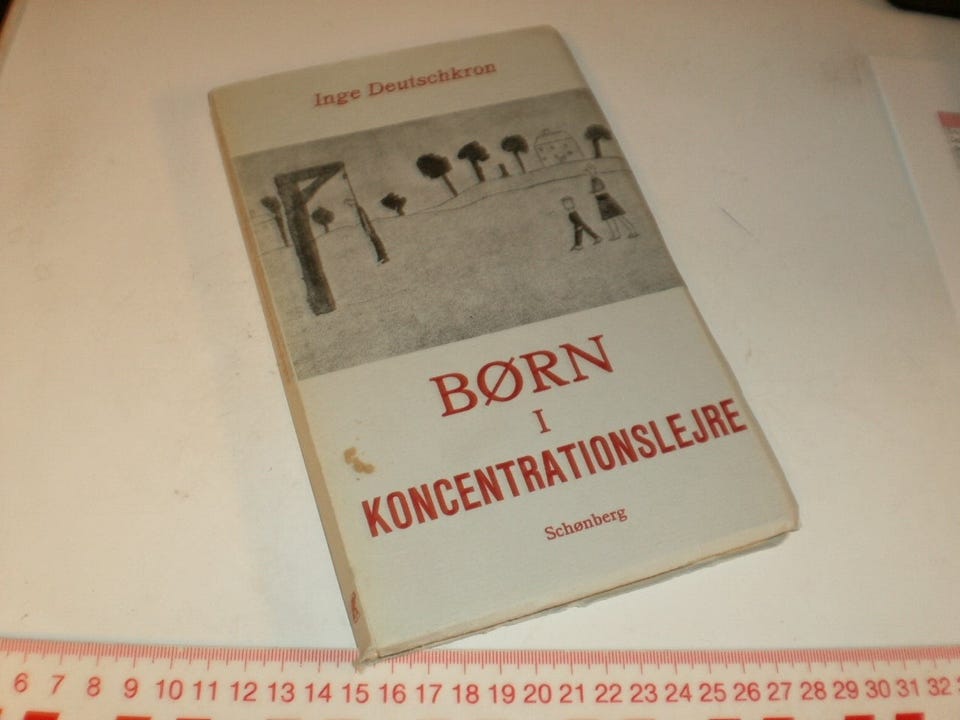 Inge Deutschkron
BØRN
I
KONCENTRATIONSLEJRE
Schønberg
6 7 8 9 10 11 12 13 14 15 16 17 18 19 20 21 22 23 24 25 26 27 28 29 30 31 32